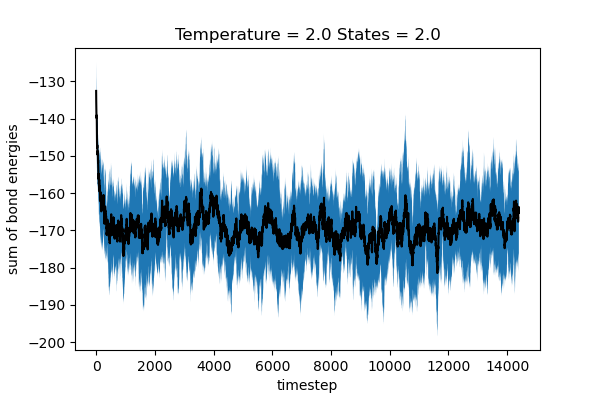 Temperature = 2.0 States = 2.0
−130
−140
−150
−160
−170
−180
−190
−200
sum of bond energies
0 2000 4000 6000 8000 10000 12000 14000
timestep